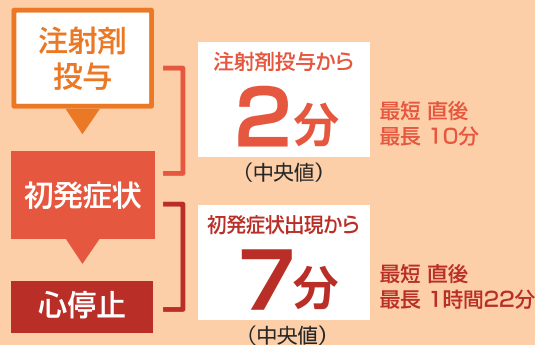 注射剤
投与
注射剤投与から
2分
(中央値)
最短 直後
最長 10分
初発症状
初発症状出現から
7分
(中央値)
最短 直後
最長 1時間22分
心停止